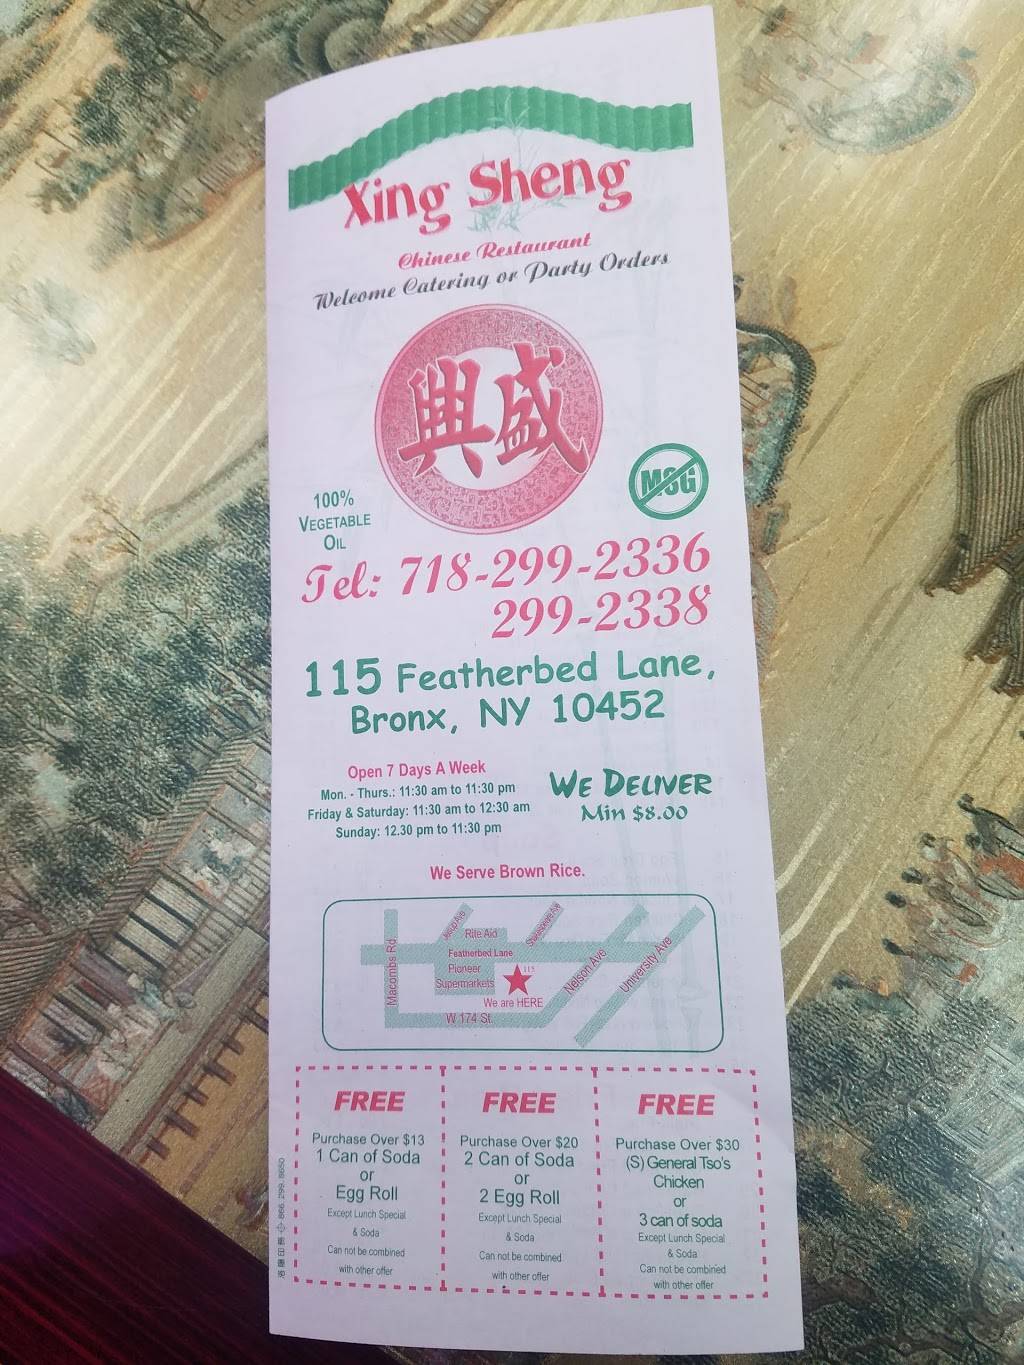 Xing Sheng
Chinese Restaurant
Welcome Catering or Party Orders
興盛
MSG
100%
VEGETABLE
OIL
Tel: 718-299-2336
299-2338
115 Featherbed Lane,
Bronx, NY 10452
Open 7 Days A Week
Mon. - Thurs.: 11:30 am to 11:30 pm
Friday & Saturday: 11:30 am to 12:30 am
Sunday: 12.30 pm to 11:30 pm
WE DELIVER
Min $8.00
We Serve Brown Rice.
Macombs Rd.
Jesup Ave
Rite Aid
Shakespeare Ave
Featherbed Lane
Pioneer
Supermarkets
115
We are HERE
Nelson Ave
University Ave
W 174 St.
FREE
Purchase Over $13
1 Can of Soda
or
Egg Roll
Except Lunch Special
& Soda
Can not be combined
with other offer
FREE
Purchase Over $20
2 Can of Soda
or
2 Egg Roll
Except Lunch Special
& Soda
Can not be combined
with other offer
FREE
Purchase Over $30
(S) General Tso's
Chicken
or
3 can of soda
Except Lunch Special
& Soda
Can not be combined
with other offer